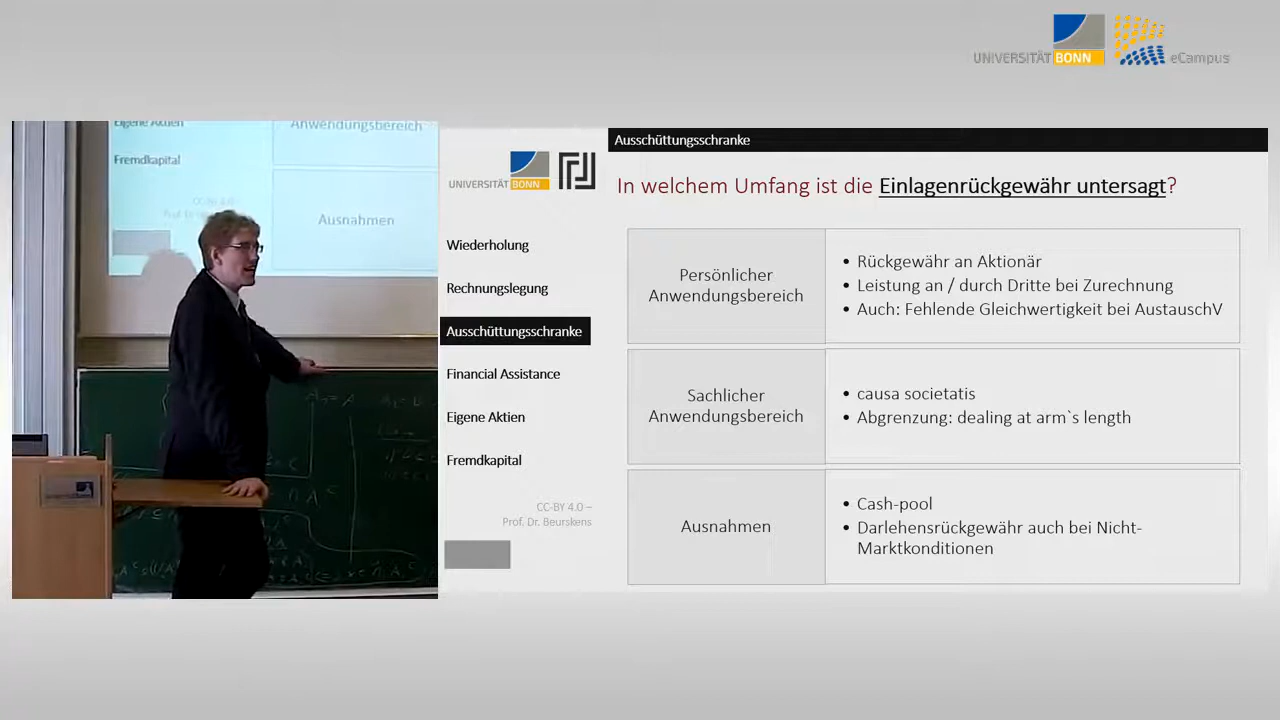 UNIVERSITÄT BONN
eCampus
Eigene Aktien
Fremdkapital
Anwendungsbereich
Ausnahmen
UNIVERSITÄT BONN
Wiederholung
Rechnungslegung
Ausschüttungsschranke
Financial Assistance
Eigene Aktien
Fremdkapital
CC-BY 4.0 –
Prof. Dr. Beurskens
Ausschüttungsschranke
In welchem Umfang ist die Einlagenrückgewähr untersagt?
Persönlicher
Anwendungsbereich
• Rückgewähr an Aktionär
• Leistung an / durch Dritte bei Zurechnung
• Auch: Fehlende Gleichwertigkeit bei AustauschV
Sachlicher
Anwendungsbereich
• causa societatis
• Abgrenzung: dealing at arm`s length
Ausnahmen
• Cash-pool
• Darlehensrückgewähr auch bei Nicht-
Marktkonditionen